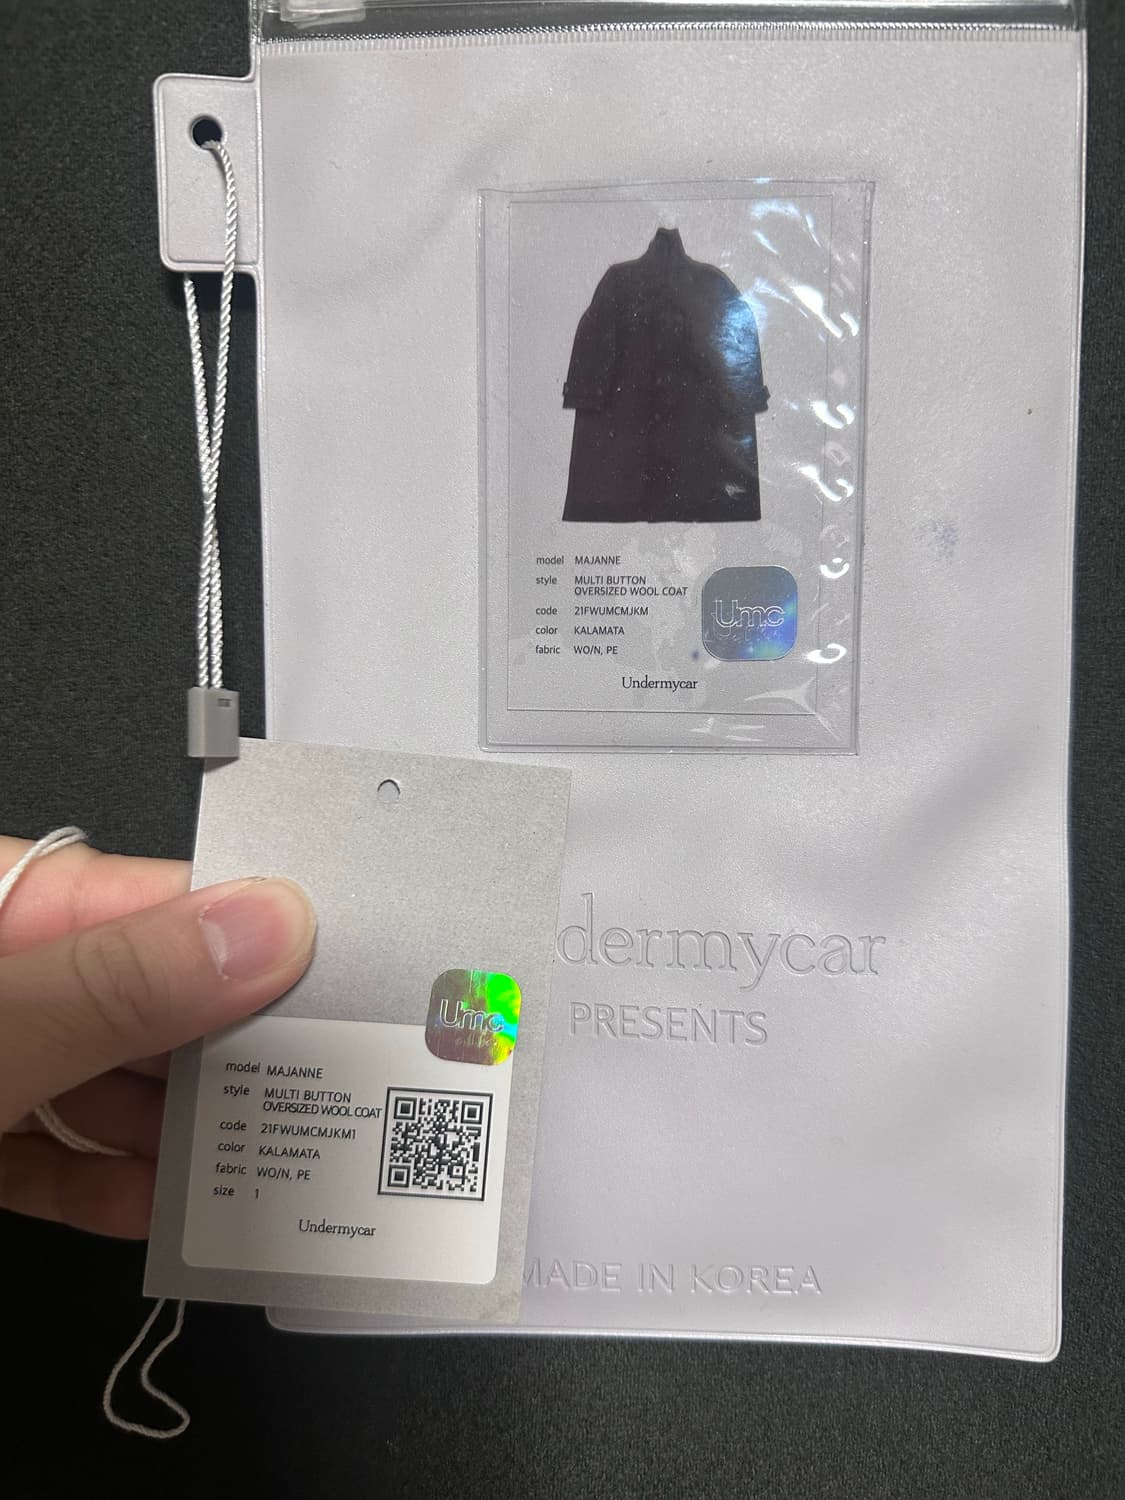 model MAJANNE
style MULTI BUTTON
OVERSIZED WOOL COAT
code 21FWUMCMJKM
color KALAMATA
fabric WO/N, PE
Umc
Undermycar
dermycar
PRESENTS
MADE IN KOREA
Umc
model MAJANNE
style MULTI BUTTON
OVERSIZED WOOL COAT
code 21FWUMCMJKM1
color KALAMATA
fabric WO/N, PE
size 1
Undermycar